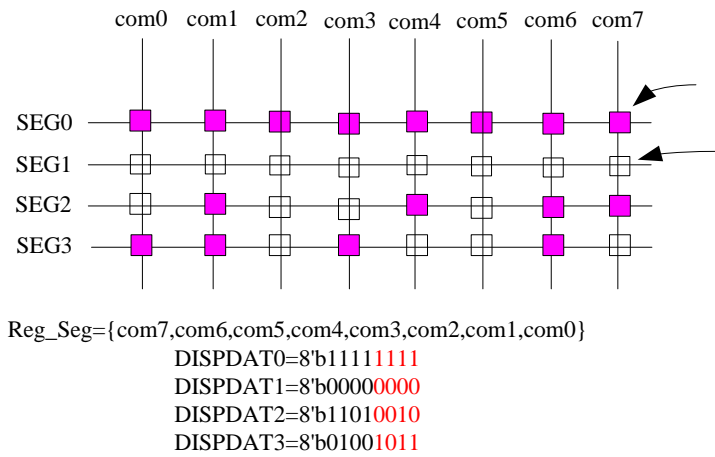 com0 com1 com2 com3 com4 com5 com6 com7
SEG0
SEG1
SEG2
SEG3
Reg_Seg={com7,com6,com5,com4,com3,com2,com1,com0}
DISPDAT0=8'b11111111
DISPDAT1=8'b00000000
DISPDAT2=8'b11010010
DISPDAT3=8'b01001011